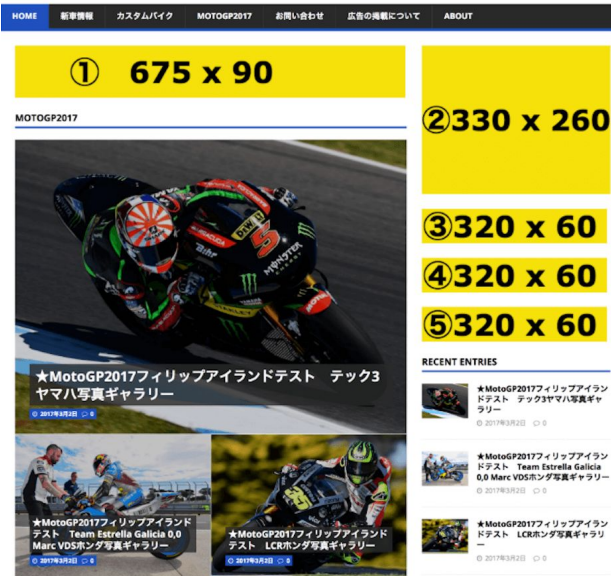 HOME 新車情報 カスタムバイク MOTOGP2017 お問い合わせ 広告の掲載について ABOUT
① 675 x 90
MOTOGP2017
5
MONSTER
★MotoGP2017フィリップアイランドテスト　テック3
ヤマハ写真ギャラリー
2017年3月2日 0
★MotoGP2017フィリップアイランド
テスト　Team Estrella Galicia 0,0
Marc VDSホンダ写真ギャラリー
2017年3月2日 0
35
★MotoGP2017フィリップアイランド
テスト　LCRホンダ写真ギャラリー
2017年3月2日 0
②330 x 260
③320 x 60
④320 x 60
⑤320 x 60
RECENT ENTRIES
★MotoGP2017フィリップアイラン
ドテスト　テック3ヤマハ写真ギャ
ラリー
2017年3月2日 0
★MotoGP2017フィリップアイラン
ドテスト　Team Estrella Galicia
0,0 Marc VDSホンダ写真ギャラリー
2017年3月2日 0
★MotoGP2017フィリップアイラン
ドテスト　LCRホンダ写真ギャラリ
ー
2017年3月2日 0